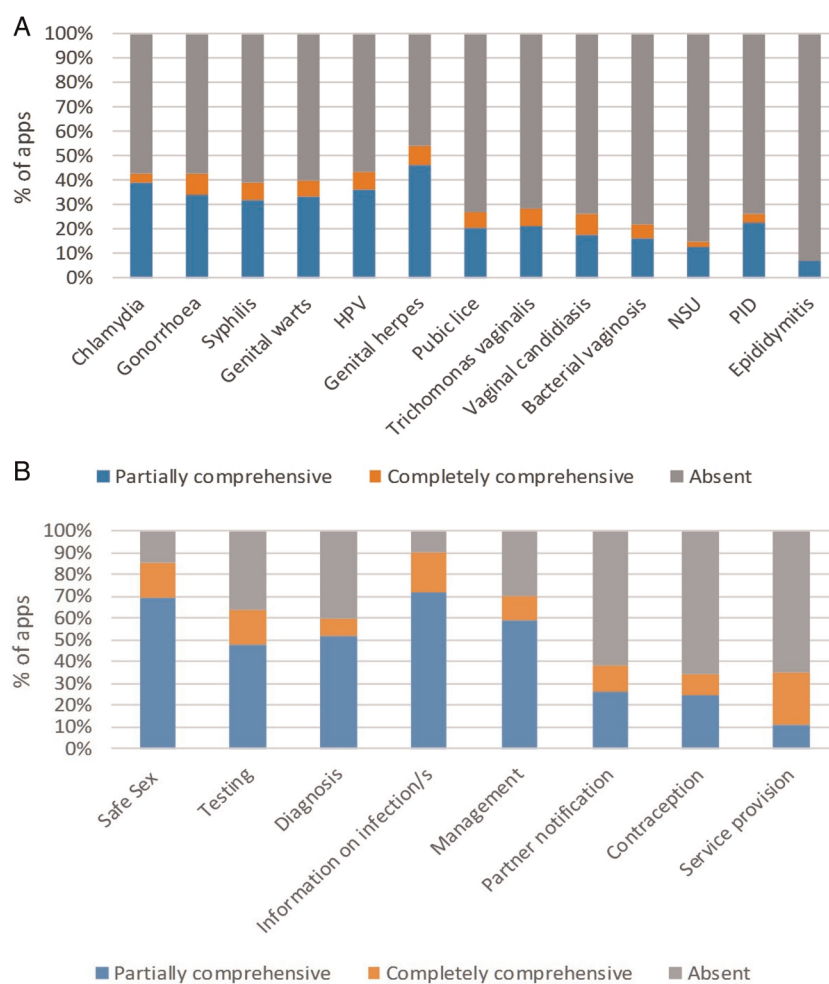 A
100%
90%
80%
70%
60%
50%
40%
30%
20%
10%
0%
% of apps
Chlamydia
Gonorrhoea
Syphilis
Genital warts
HPV
Genital herpes
Pubic lice
Trichomonas vaginalis
Vaginal candidiasis
Bacterial vaginosis
NSU
PID
Epididymitis
Partially comprehensive Completely comprehensive Absent
B
100%
90%
80%
70%
60%
50%
40%
30%
20%
10%
0%
% of apps
Safe Sex
Testing
Diagnosis
Information on infection/s
Management
Partner notification
Contraception
Service provision
Partially comprehensive Completely comprehensive Absent